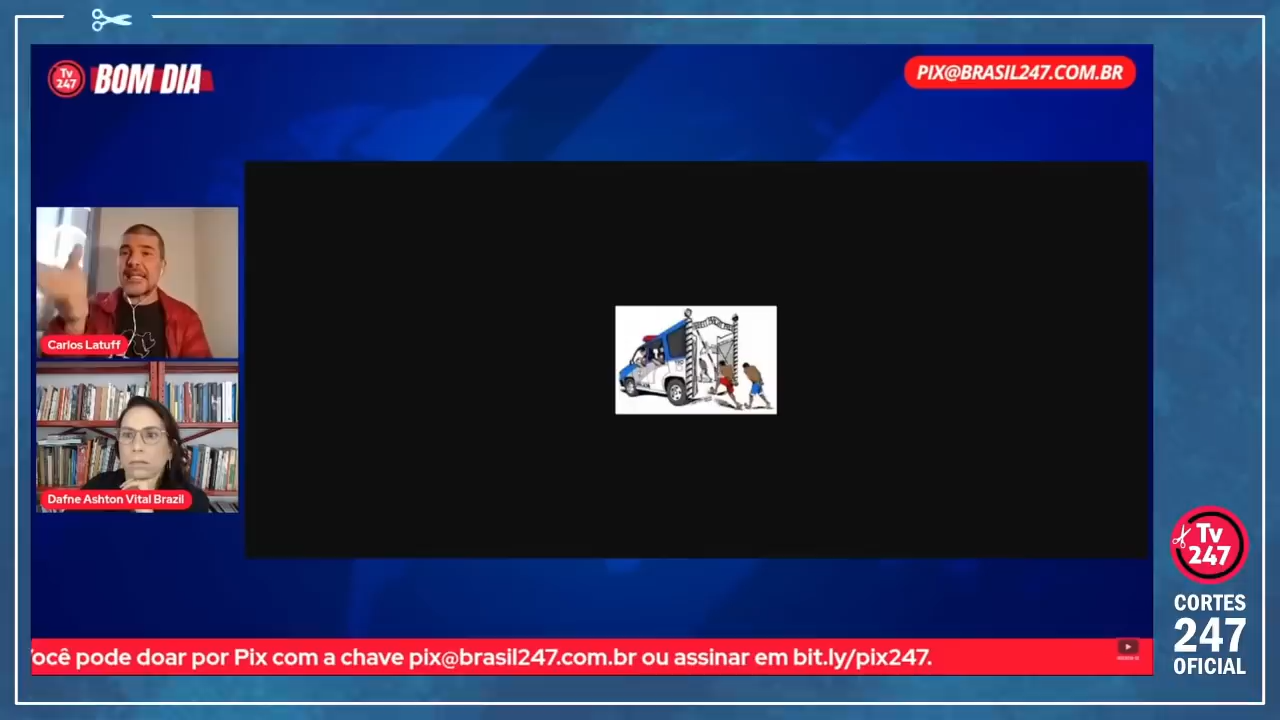 Tv
247
BOM DIA
PIX@BRASIL247.COM.BR
Carlos Latuff
Dafne Ashton Vital Brazil
Você pode doar por Pix com a chave pix@brasil247.com.br ou assinar em bit.ly/pix247.
Tv
247
CORTES
247
OFICIAL